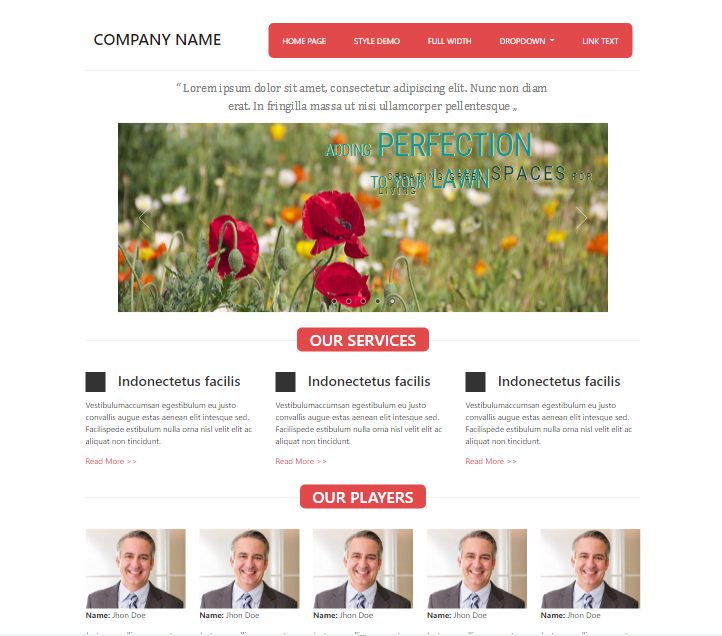 COMPANY NAME
HOME PAGE STYLE DEMO FULL WIDTH DROPDOWN LINK TEXT
“ Lorem ipsum dolor sit amet, consectetur adipiscing elit. Nunc non diam
erat. In fringilla massa ut nisi ullamcorper pellentesque „
ADDING PERFECTION
TO YOUR LAWN
CREATING GREEN SPACES FOR
LIVING
OUR SERVICES
Indonectetus facilis
Vestibulumaccumsan egestibulum eu justo
convallis augue estas aenean elit intesque sed.
Facilispede estibulum nulla orna nisl velit elit ac
aliquat non tincidunt.
Read More >>
Indonectetus facilis
Vestibulumaccumsan egestibulum eu justo
convallis augue estas aenean elit intesque sed.
Facilispede estibulum nulla orna nisl velit elit ac
aliquat non tincidunt.
Read More >>
Indonectetus facilis
Vestibulumaccumsan egestibulum eu justo
convallis augue estas aenean elit intesque sed.
Facilispede estibulum nulla orna nisl velit elit ac
aliquat non tincidunt.
Read More >>
OUR PLAYERS
Name: Jhon Doe
Name: Jhon Doe
Name: Jhon Doe
Name: Jhon Doe
Name: Jhon Doe